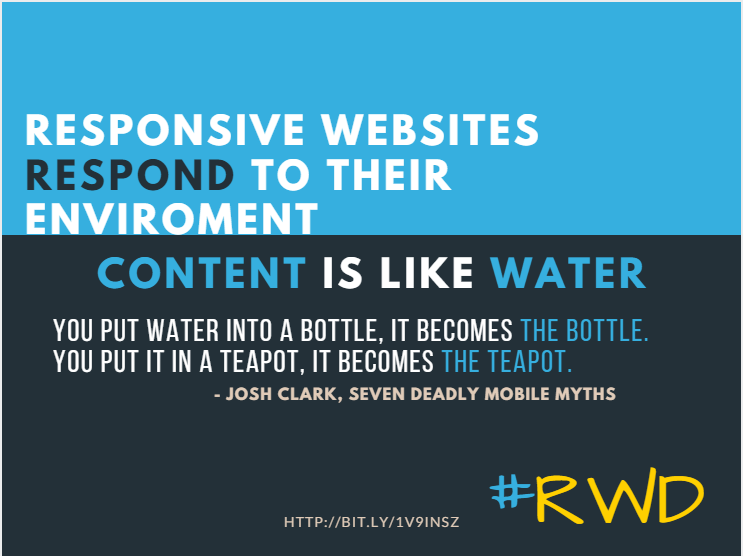 RESPONSIVE WEBSITES
RESPOND TO THEIR
ENVIROMENT
CONTENT IS LIKE WATER
YOU PUT WATER INTO A BOTTLE, IT BECOMES THE BOTTLE.
YOU PUT IT IN A TEAPOT, IT BECOMES THE TEAPOT.
- JOSH CLARK, SEVEN DEADLY MOBILE MYTHS
#RWD
HTTP://BIT.LY/1V9INSZ